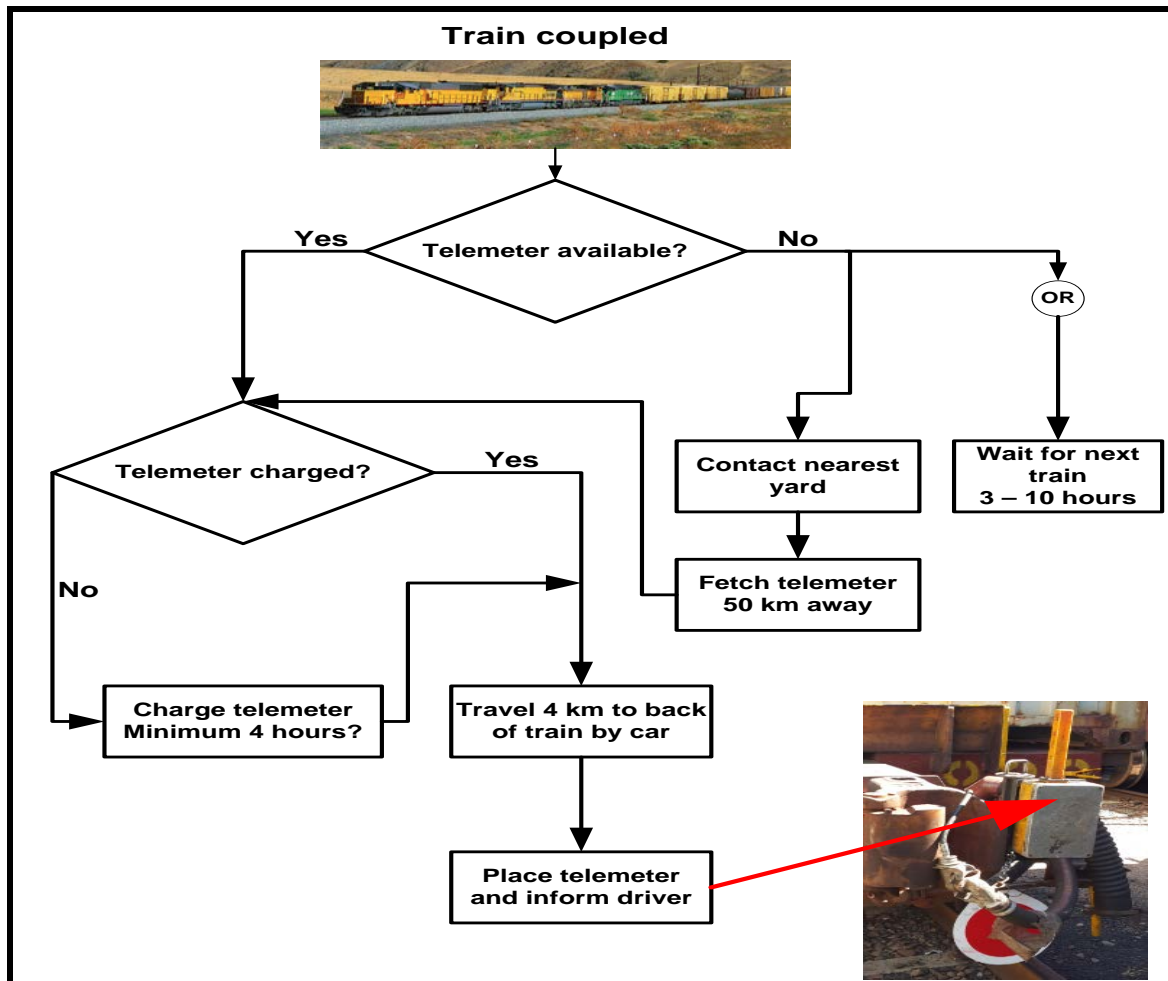 Train coupled
Yes
Telemeter available?
No
OR
Telemeter charged?
Yes
Contact nearest
yard
Wait for next
train
3 – 10 hours
No
Fetch telemeter
50 km away
Charge telemeter
Minimum 4 hours?
Travel 4 km to back
of train by car
Place telemeter
and inform driver